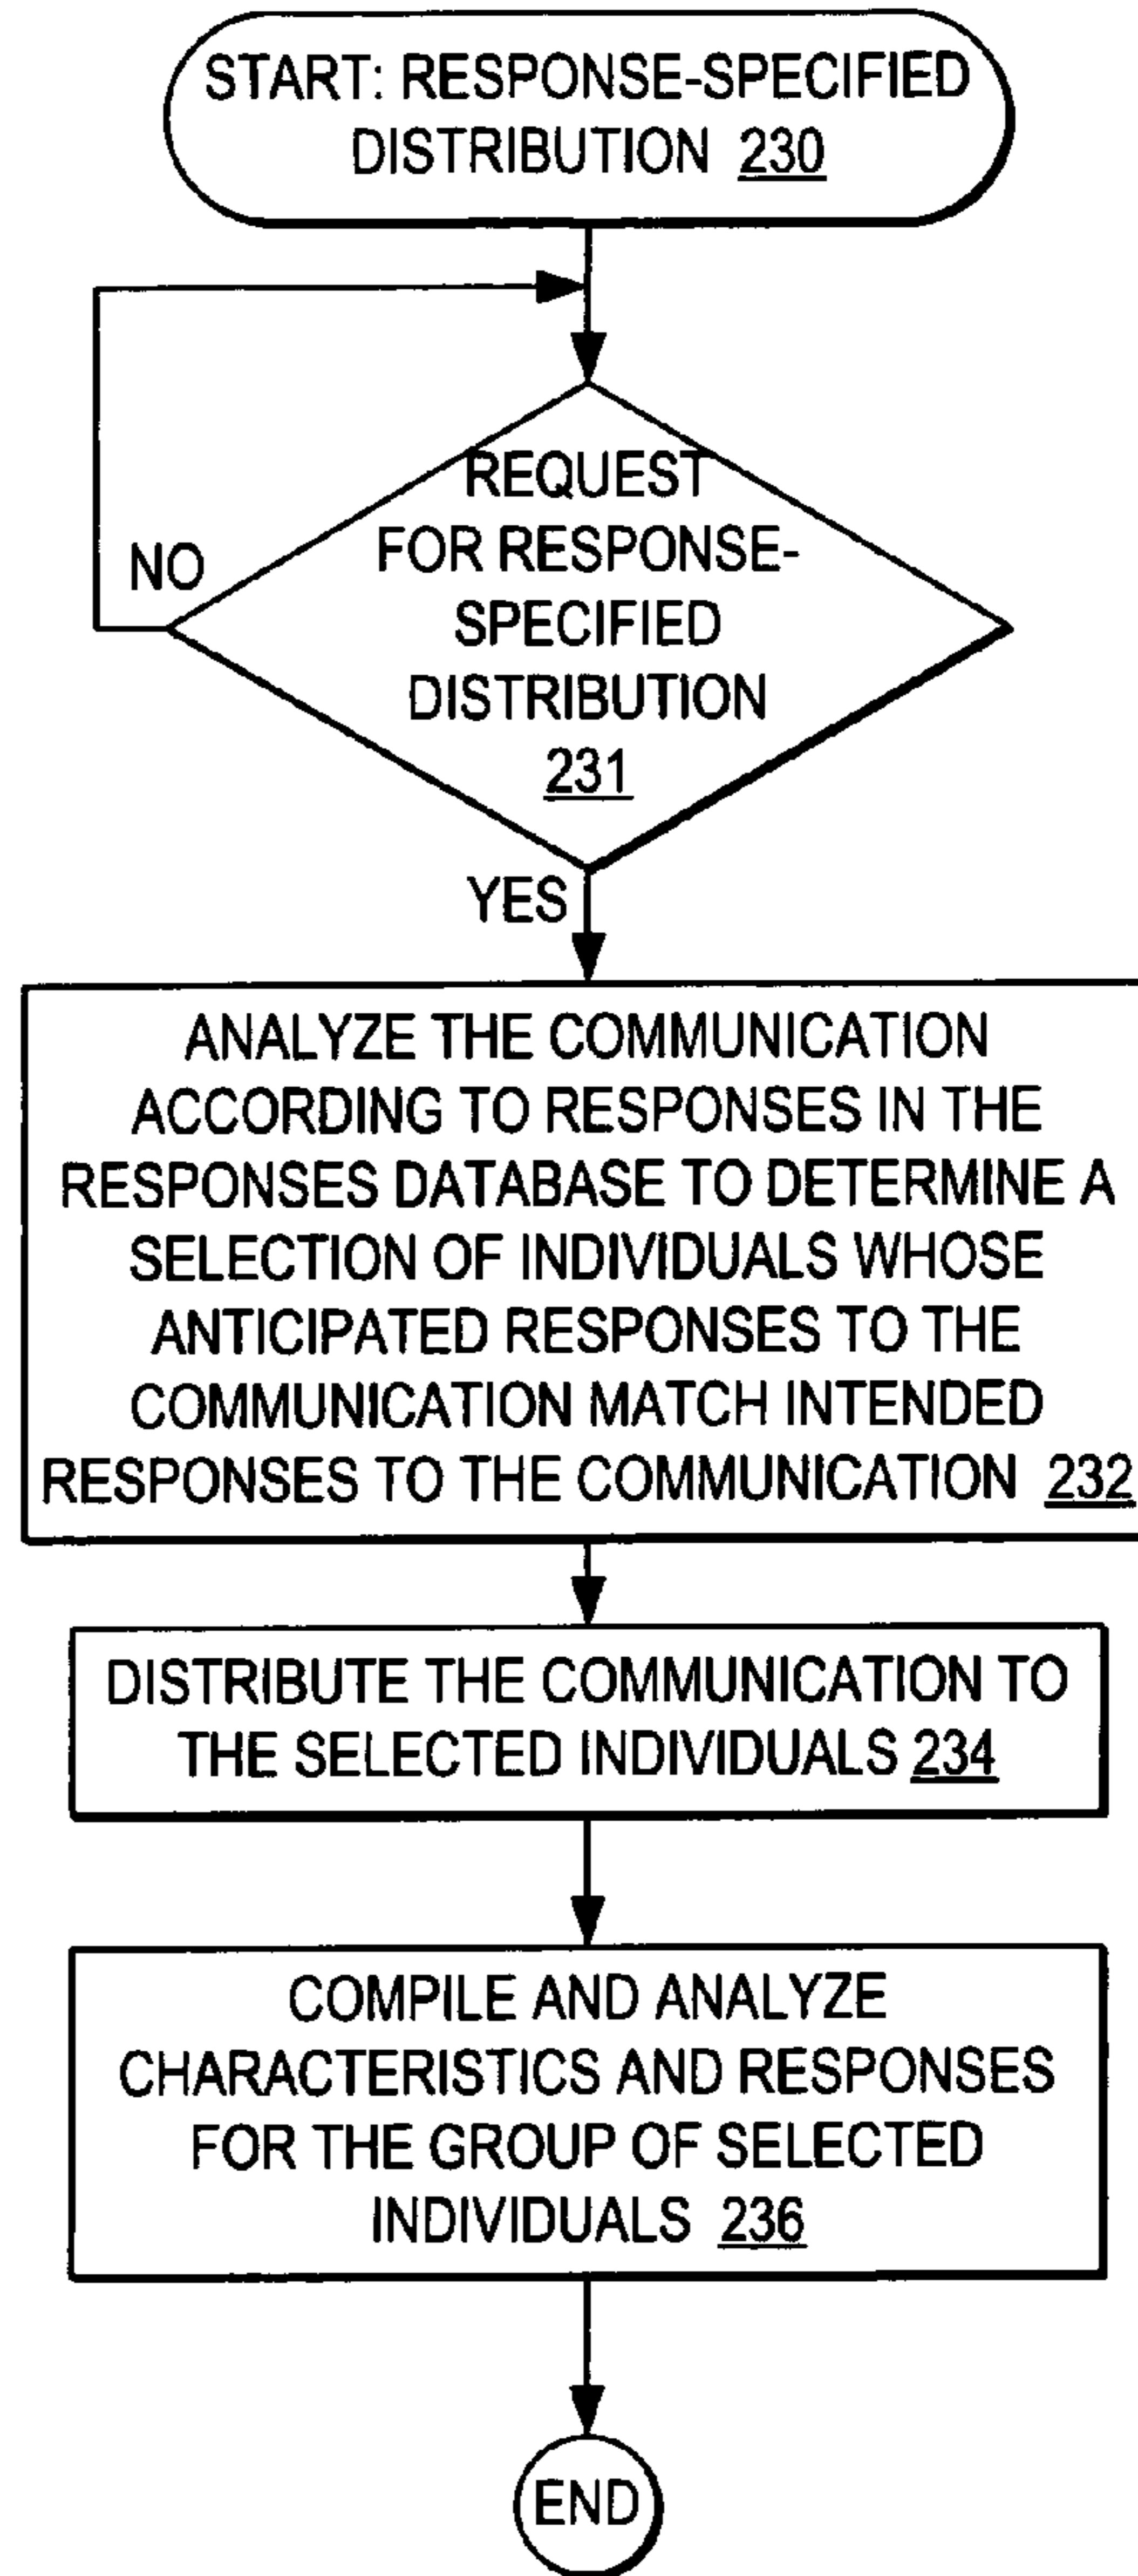 START: RESPONSE-SPECIFIED
DISTRIBUTION 230
REQUEST
FOR RESPONSE-
SPECIFIED
DISTRIBUTION
231
NO
YES
ANALYZE THE COMMUNICATION
ACCORDING TO RESPONSES IN THE
RESPONSES DATABASE TO DETERMINE A
SELECTION OF INDIVIDUALS WHOSE
ANTICIPATED RESPONSES TO THE
COMMUNICATION MATCH INTENDED
RESPONSES TO THE COMMUNICATION 232
DISTRIBUTE THE COMMUNICATION TO
THE SELECTED INDIVIDUALS 234
COMPILE AND ANALYZE
CHARACTERISTICS AND RESPONSES
FOR THE GROUP OF SELECTED
INDIVIDUALS 236
END